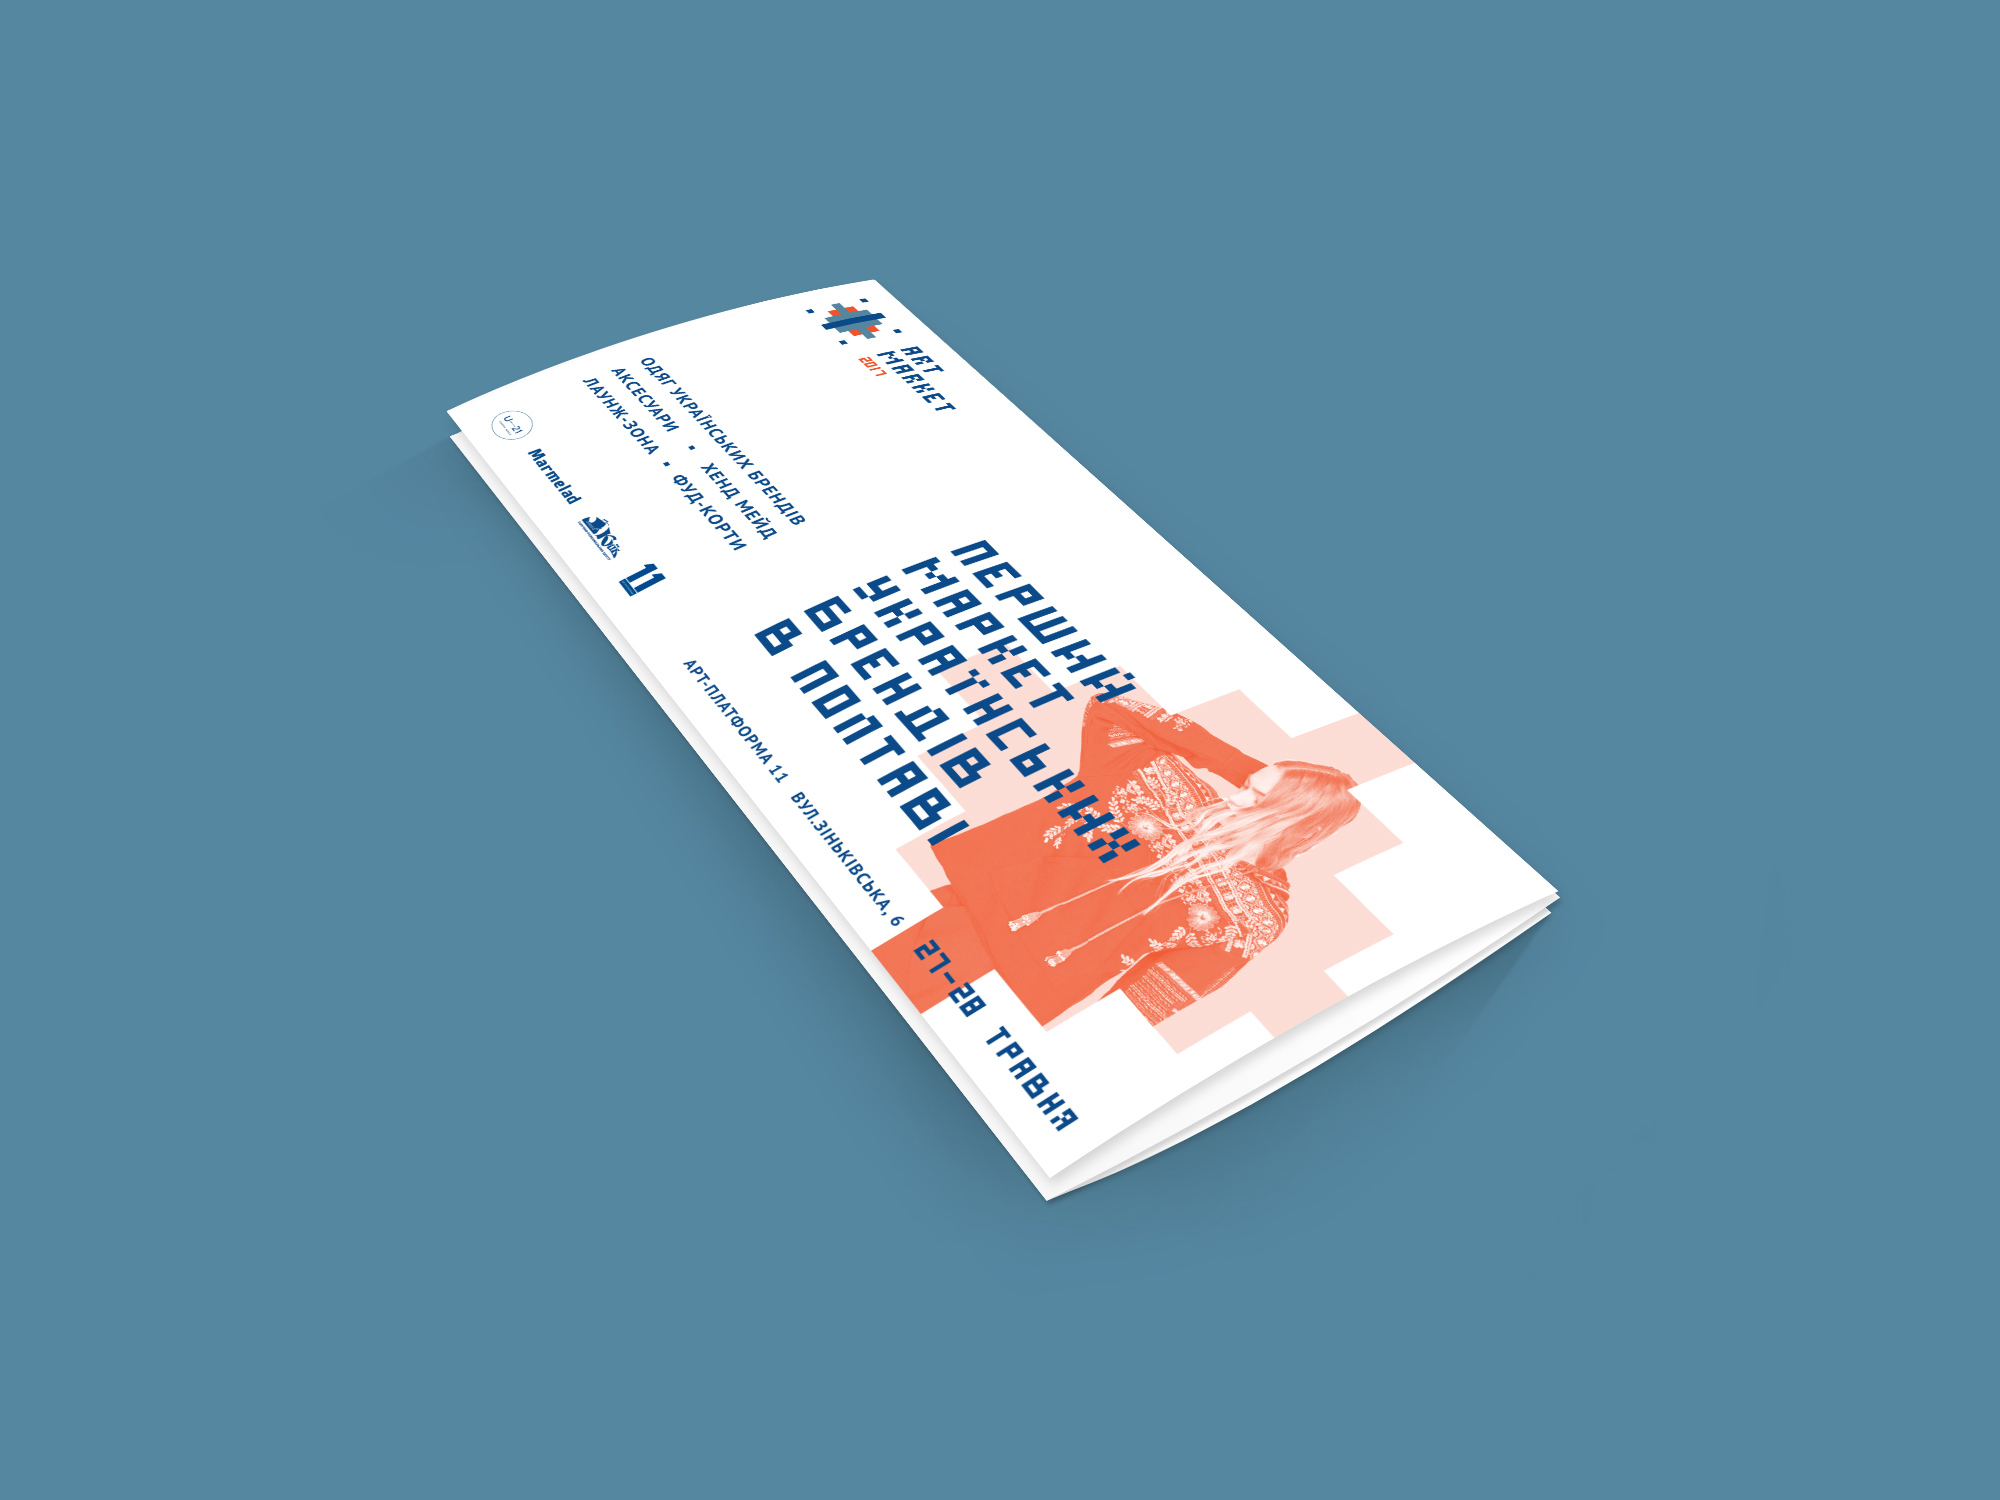 ART
MARKET
2017
ОДЯГ УКРАЇНСЬКИХ БРЕНДІВ
АКСЕСУАРИ ▪ ХЕНД МЕЙД
ЛАУНЖ-ЗОНА ▪ ФУД-КОРТИ
U—21
Marmelad
11
ПЕРШИЙ
МАРКЕТ
УКРАЇНСЬКИХ
БРЕНДІВ
В ПОЛТАВІ
АРТ-ПЛАТФОРМА 11 ВУЛ.ЗІНЬКІВСЬКА, 6
27–28 ТРАВНЯ